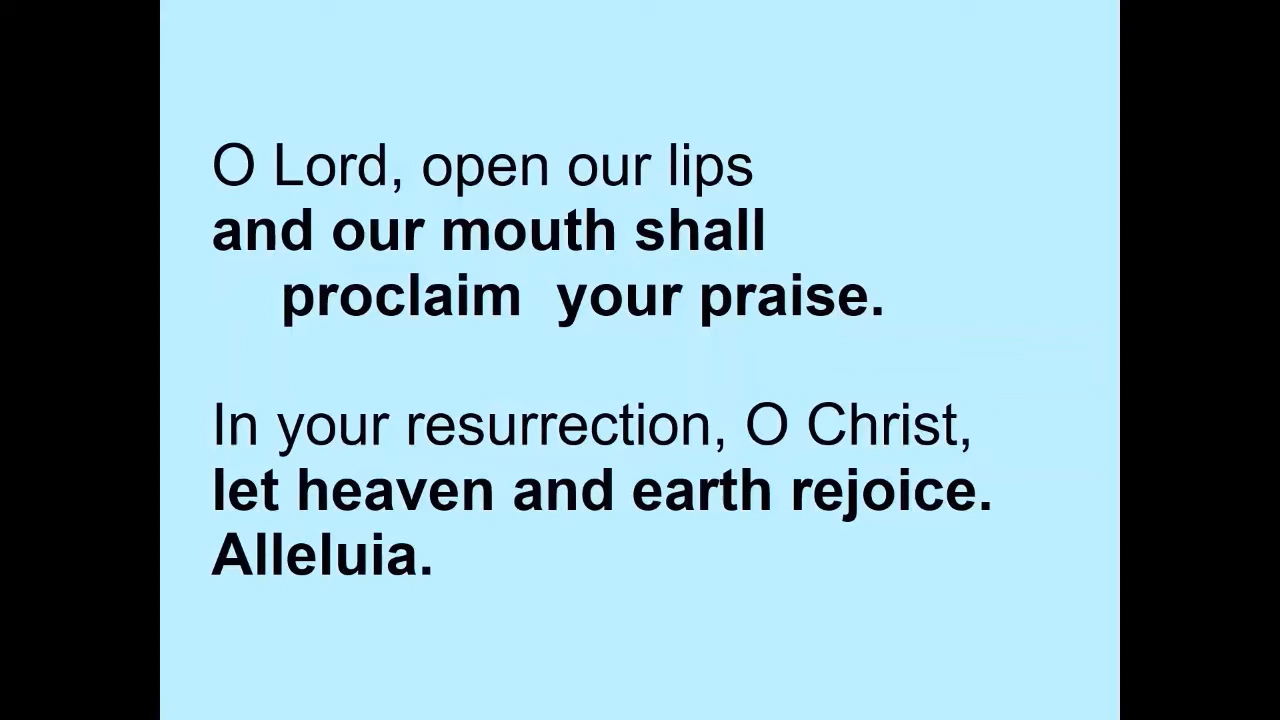 O Lord, open our lips
and our mouth shall
proclaim  your praise.
In your resurrection, O Christ,
let heaven and earth rejoice.
Alleluia.